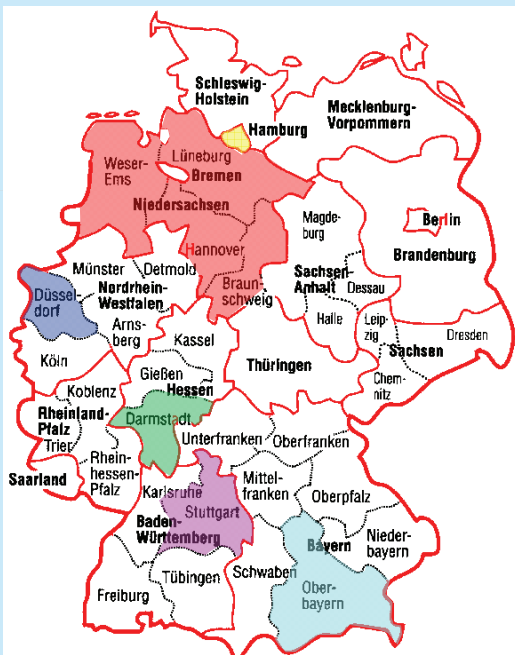 Schleswig-
Holstein
Mecklenburg-
Vorpommern
Hamburg
Lüneburg
Weser-
Ems
Bremen
Niedersachsen
Magde-
burg
Berlin
Hannover
Brandenburg
Münster
Detmold
Sachsen-
Anhalt
Dessau
Nordrhein-
Westfalen
Braun-
schweig
Düssel-
dorf
Arns-
berg
Halle
Leip-
zig
Dresden
Kassel
Sachsen
Köln
Thüringen
Gießen
Chem-
nitz
Hessen
Koblenz
Rheinland-
Pfalz
Darmstadt
Trier
Unterfranken
Oberfranken
Rhein-
hessen-
Pfalz
Saarland
Mittel-
franken
Karlsruhe
Oberpfalz
Stuttgart
Baden-
Württemberg
Nieder-
bayern
Bayern
Tübingen
Schwaben
Ober-
bayern
Freiburg